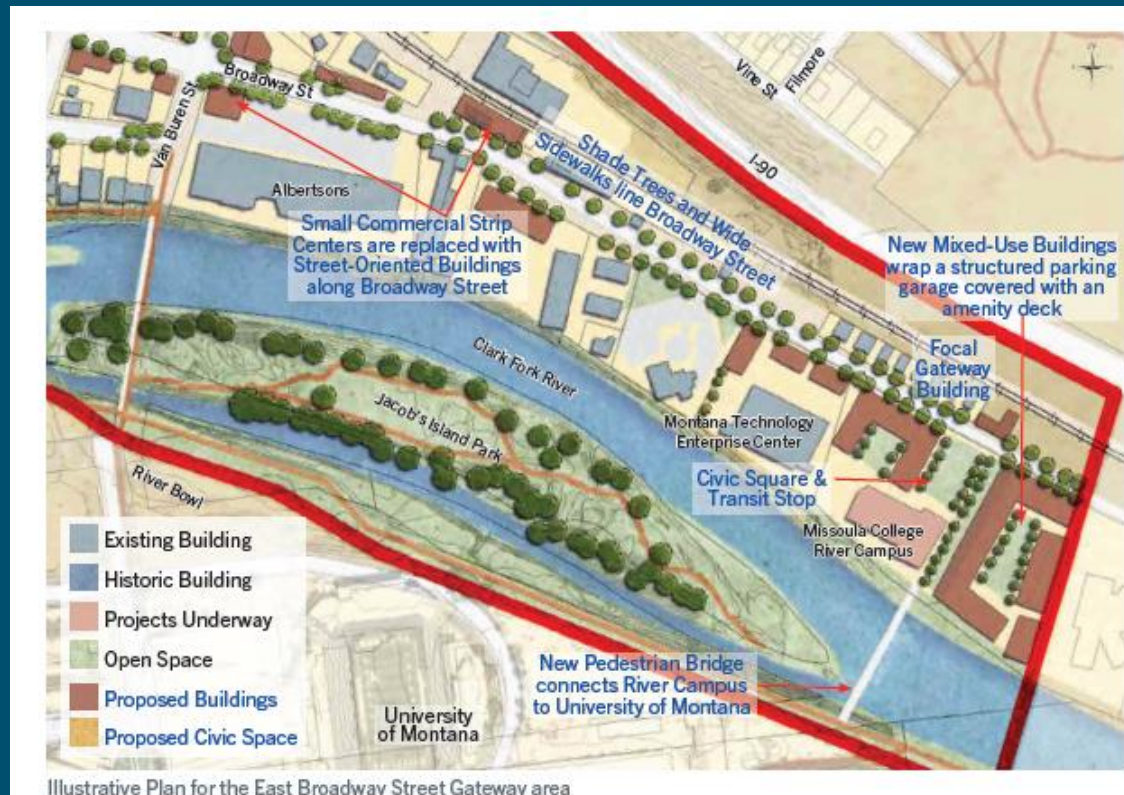 Broadway St
Van Buren St
Vine St
Filmore
I-90
Albertsons
Small Commercial Strip
Centers are replaced with
Street-Oriented Buildings
along Broadway Street
Shade Trees and Wide
Sidewalks line Broadway Street
New Mixed-Use Buildings
wrap a structured parking
garage covered with an
amenity deck
Focal
Gateway
Building
Clark Fork River
Jacob's Island Park
Montana Technology
Enterprise Center
Civic Square &
Transit Stop
Missoula College
River Campus
River Bowl
Existing Building
Historic Building
Projects Underway
Open Space
Proposed Buildings
Proposed Civic Space
University
of Montana
New Pedestrian Bridge
connects River Campus
to University of Montana
Illustrative Plan for the East Broadway Street Gateway area